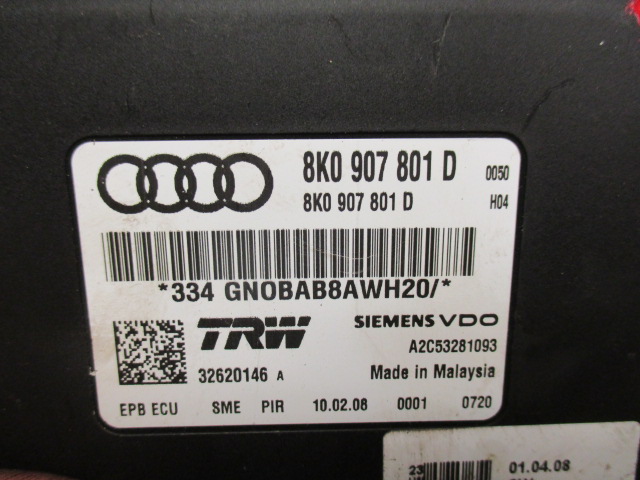 8K0 907 801 D 0050
8K0 907 801 D H04
*334 GNOBAB8AWH20/*
TRW SIEMENS VDO
A2C53281093
32620146 A Made in Malaysia
EPB ECU SME PIR 10.02.08 0001 0720
23 01.04.08